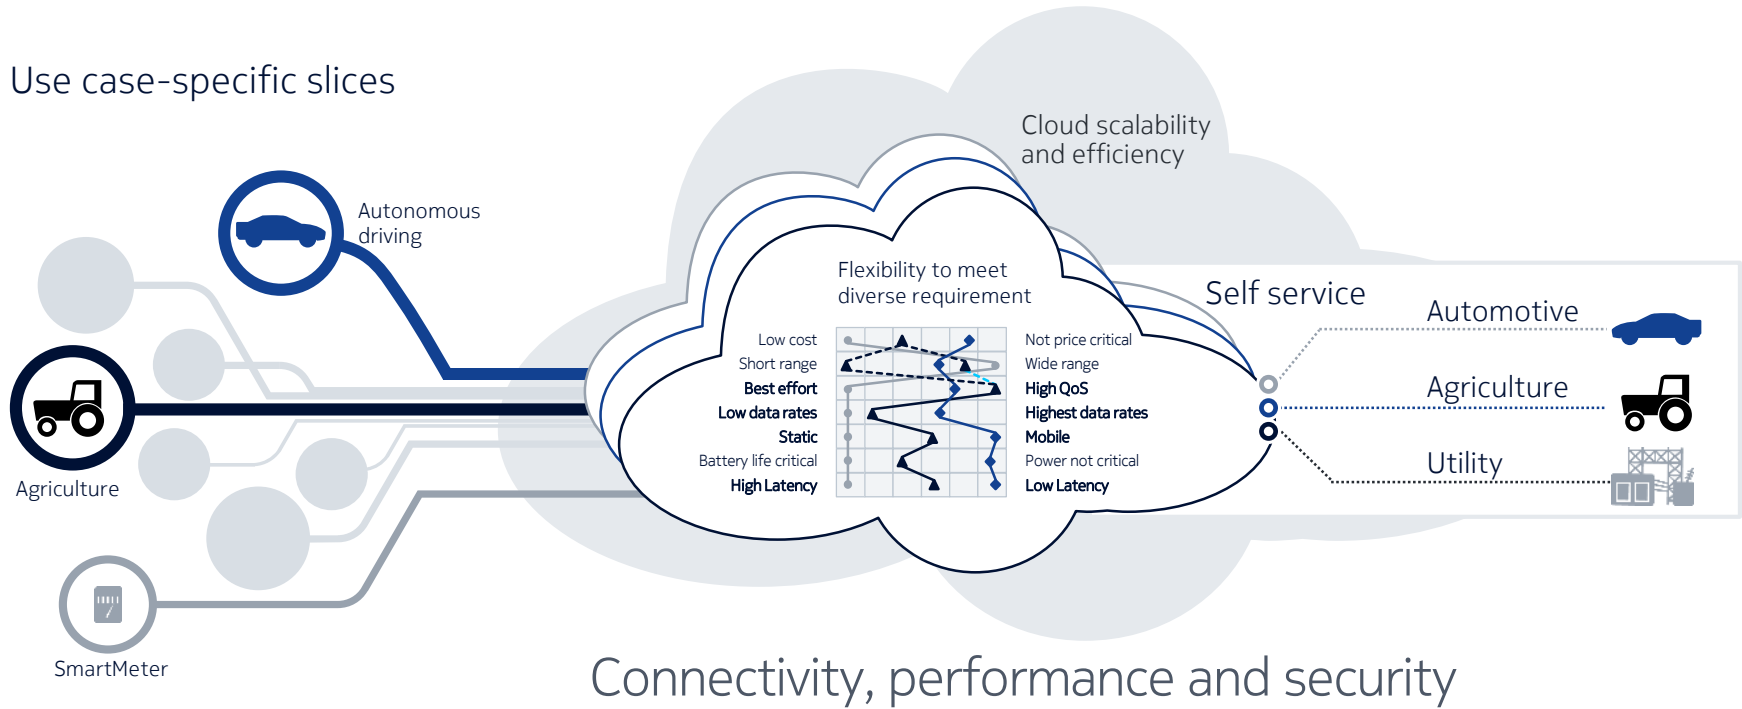 Use case-specific slices
Autonomous
driving
Agriculture
SmartMeter
Cloud scalability
and efficiency
Flexibility to meet
diverse requirement
Low cost
Not price critical
Short range
Wide range
Best effort
High QoS
Low data rates
Highest data rates
Static
Mobile
Battery life critical
Power not critical
High Latency
Low Latency
Self service
Automotive
Agriculture
Utility
Connectivity, performance and security